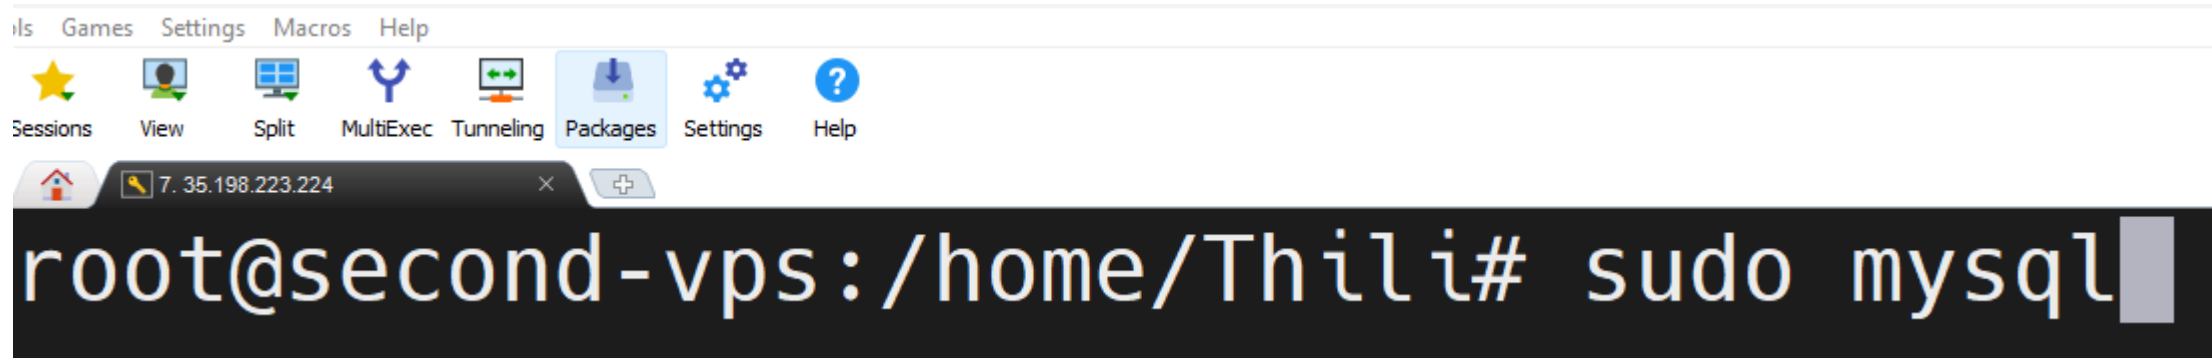 Games Settings Macros Help
Sessions View Split MultiExec Tunneling Packages Settings Help
7. 35.198.223.224
root@second-vps:/home/Thili# sudo mysql